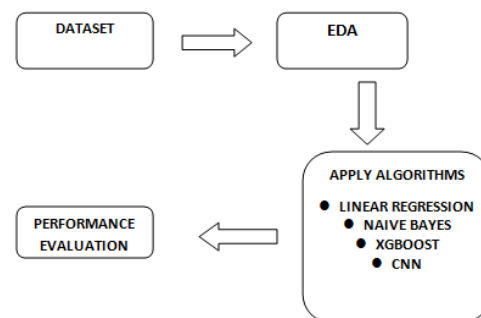 DATASET
EDA
APPLY ALGORITHMS
● LINEAR REGRESSION
● NAIVE BAYES
● XGBOOST
● CNN
PERFORMANCE
EVALUATION